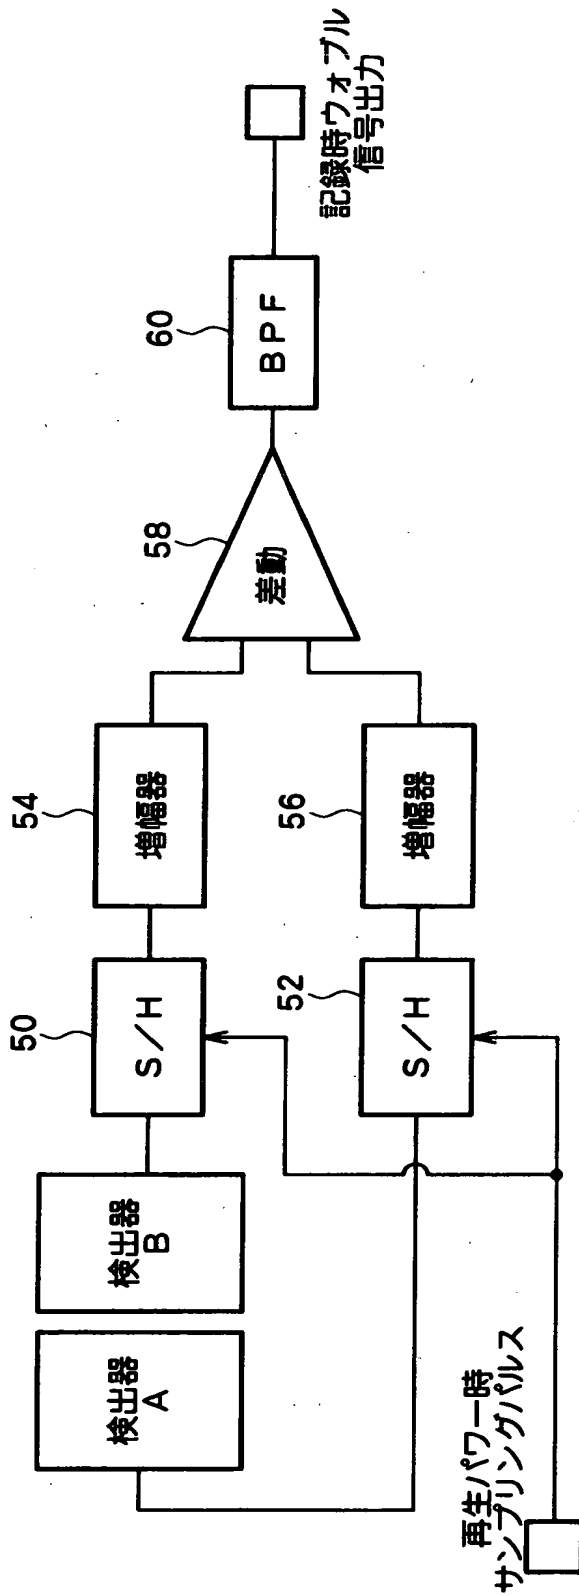 検出器
A
検出器
B
50
S/H
52
S/H
54
増幅器
56
増幅器
58
差動
60
BPF
記録時ウォブル
信号出力
再生パワー時
サンプリングパルス